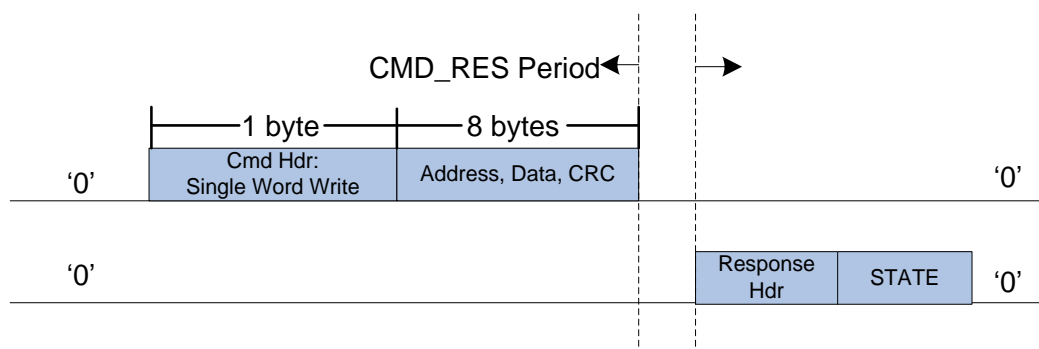 CMD_RES Period
1 byte
8 bytes
Cmd Hdr:
Single Word Write
Address, Data, CRC
‘0’
‘0’
‘0’
Response
Hdr
STATE
‘0’